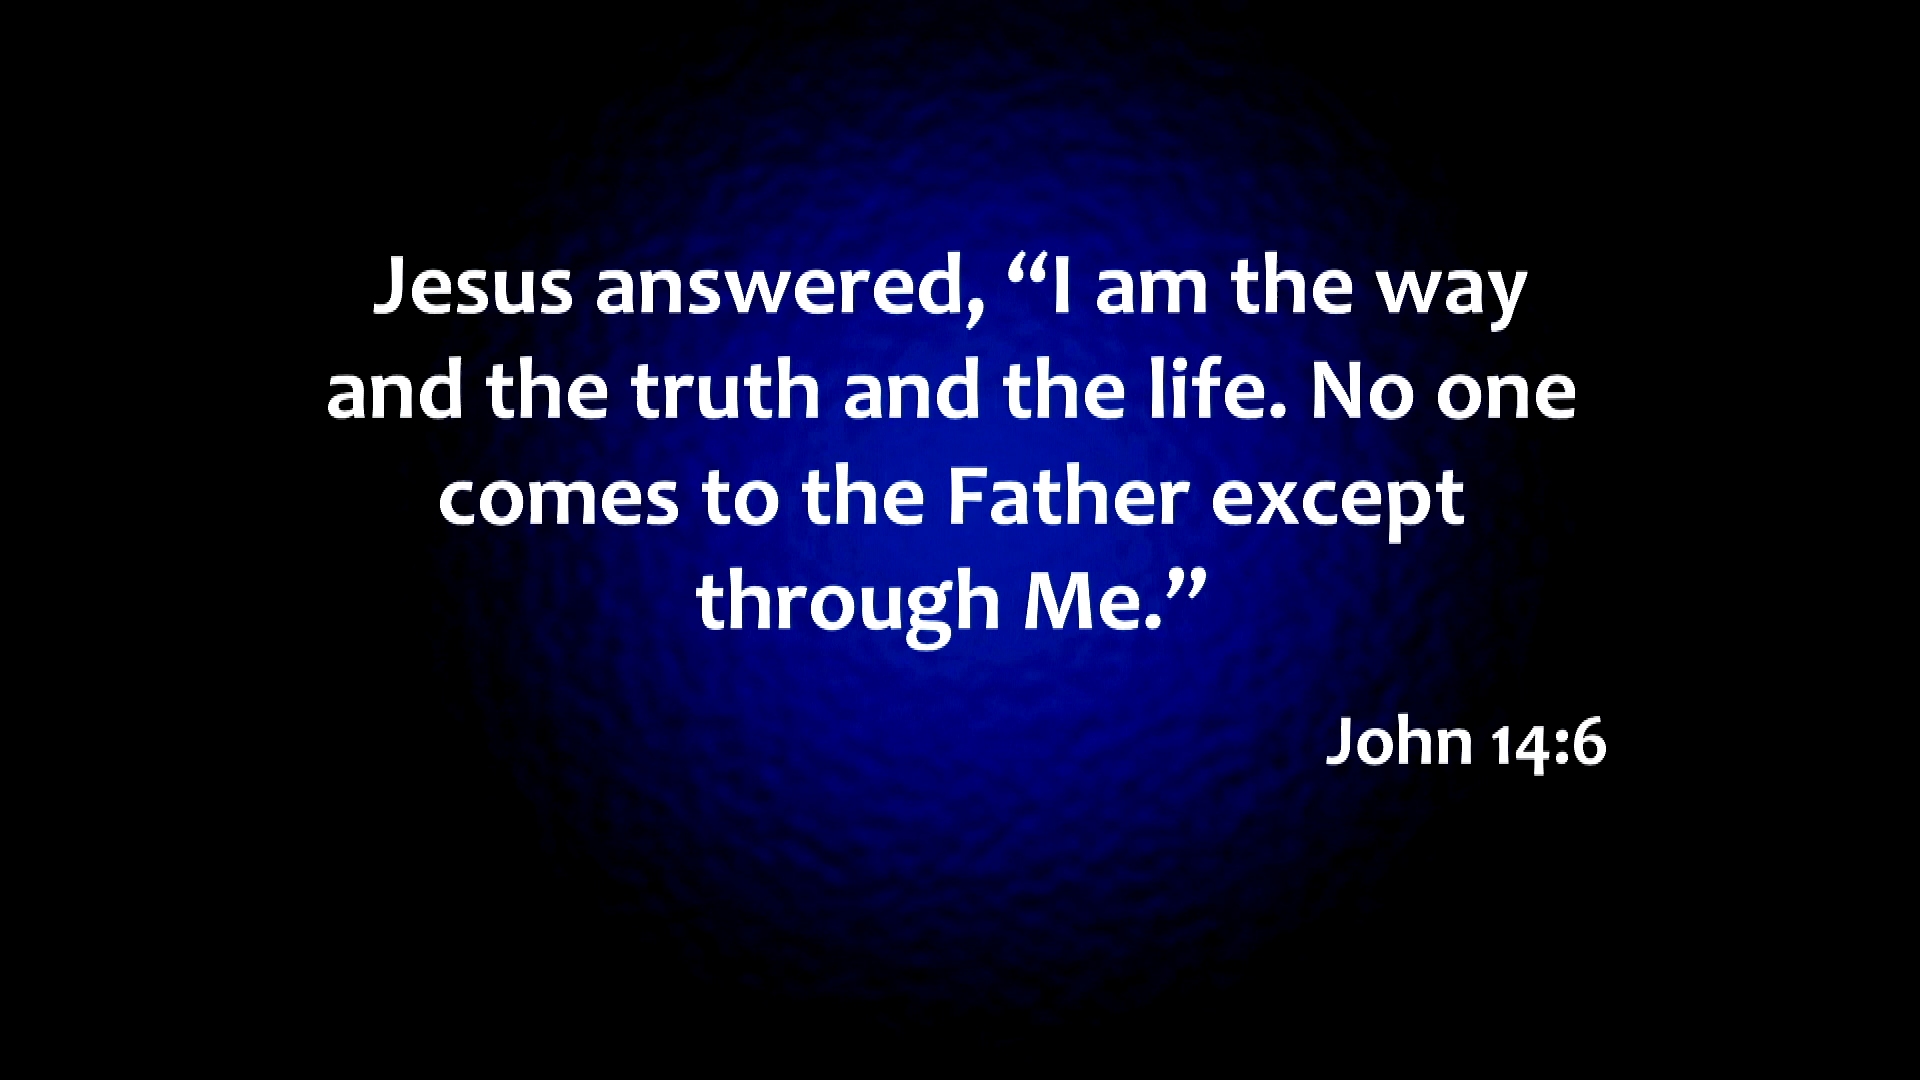 Jesus answered, “I am the way
and the truth and the life. No one
comes to the Father except
through Me.”
John 14:6